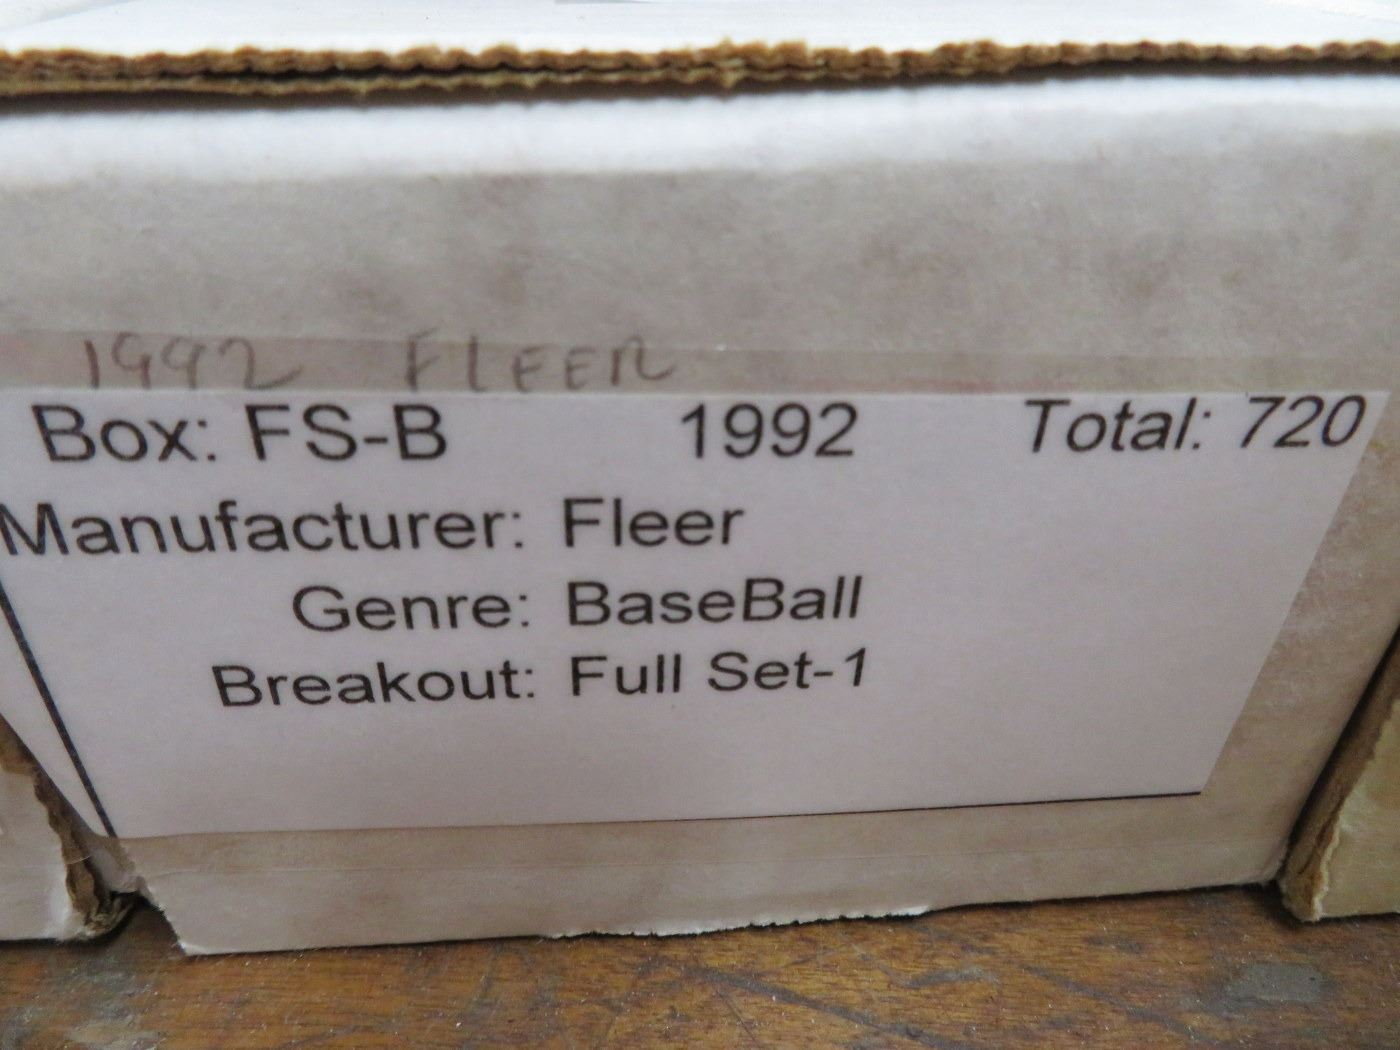 1992 FLEER
Box: FS-B 1992 Total: 720
Manufacturer: Fleer
Genre: BaseBall
Breakout: Full Set-1